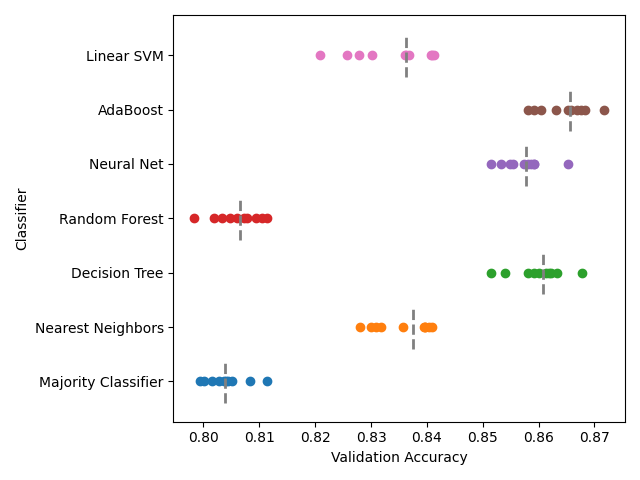 Linear SVM
AdaBoost
Neural Net
Random Forest
Decision Tree
Nearest Neighbors
Majority Classifier
Classifier
0.80 0.81 0.82 0.83 0.84 0.85 0.86 0.87
Validation Accuracy